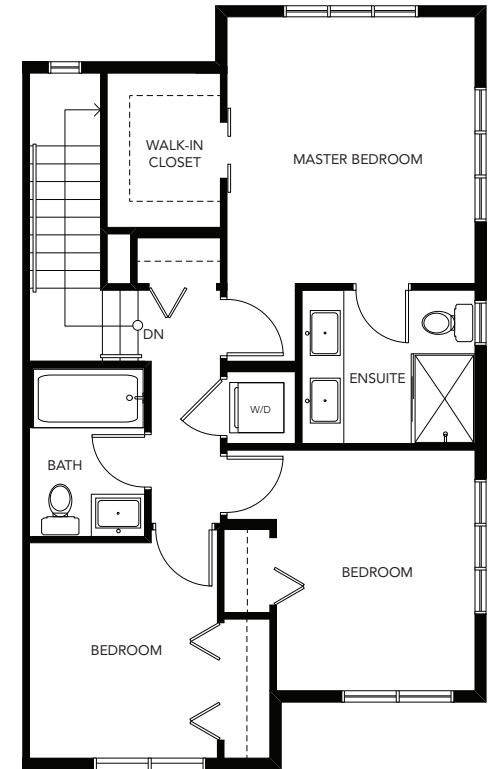 WALK-IN
CLOSET
MASTER BEDROOM
DN
ENSUITE
W/D
BATH
BEDROOM
BEDROOM